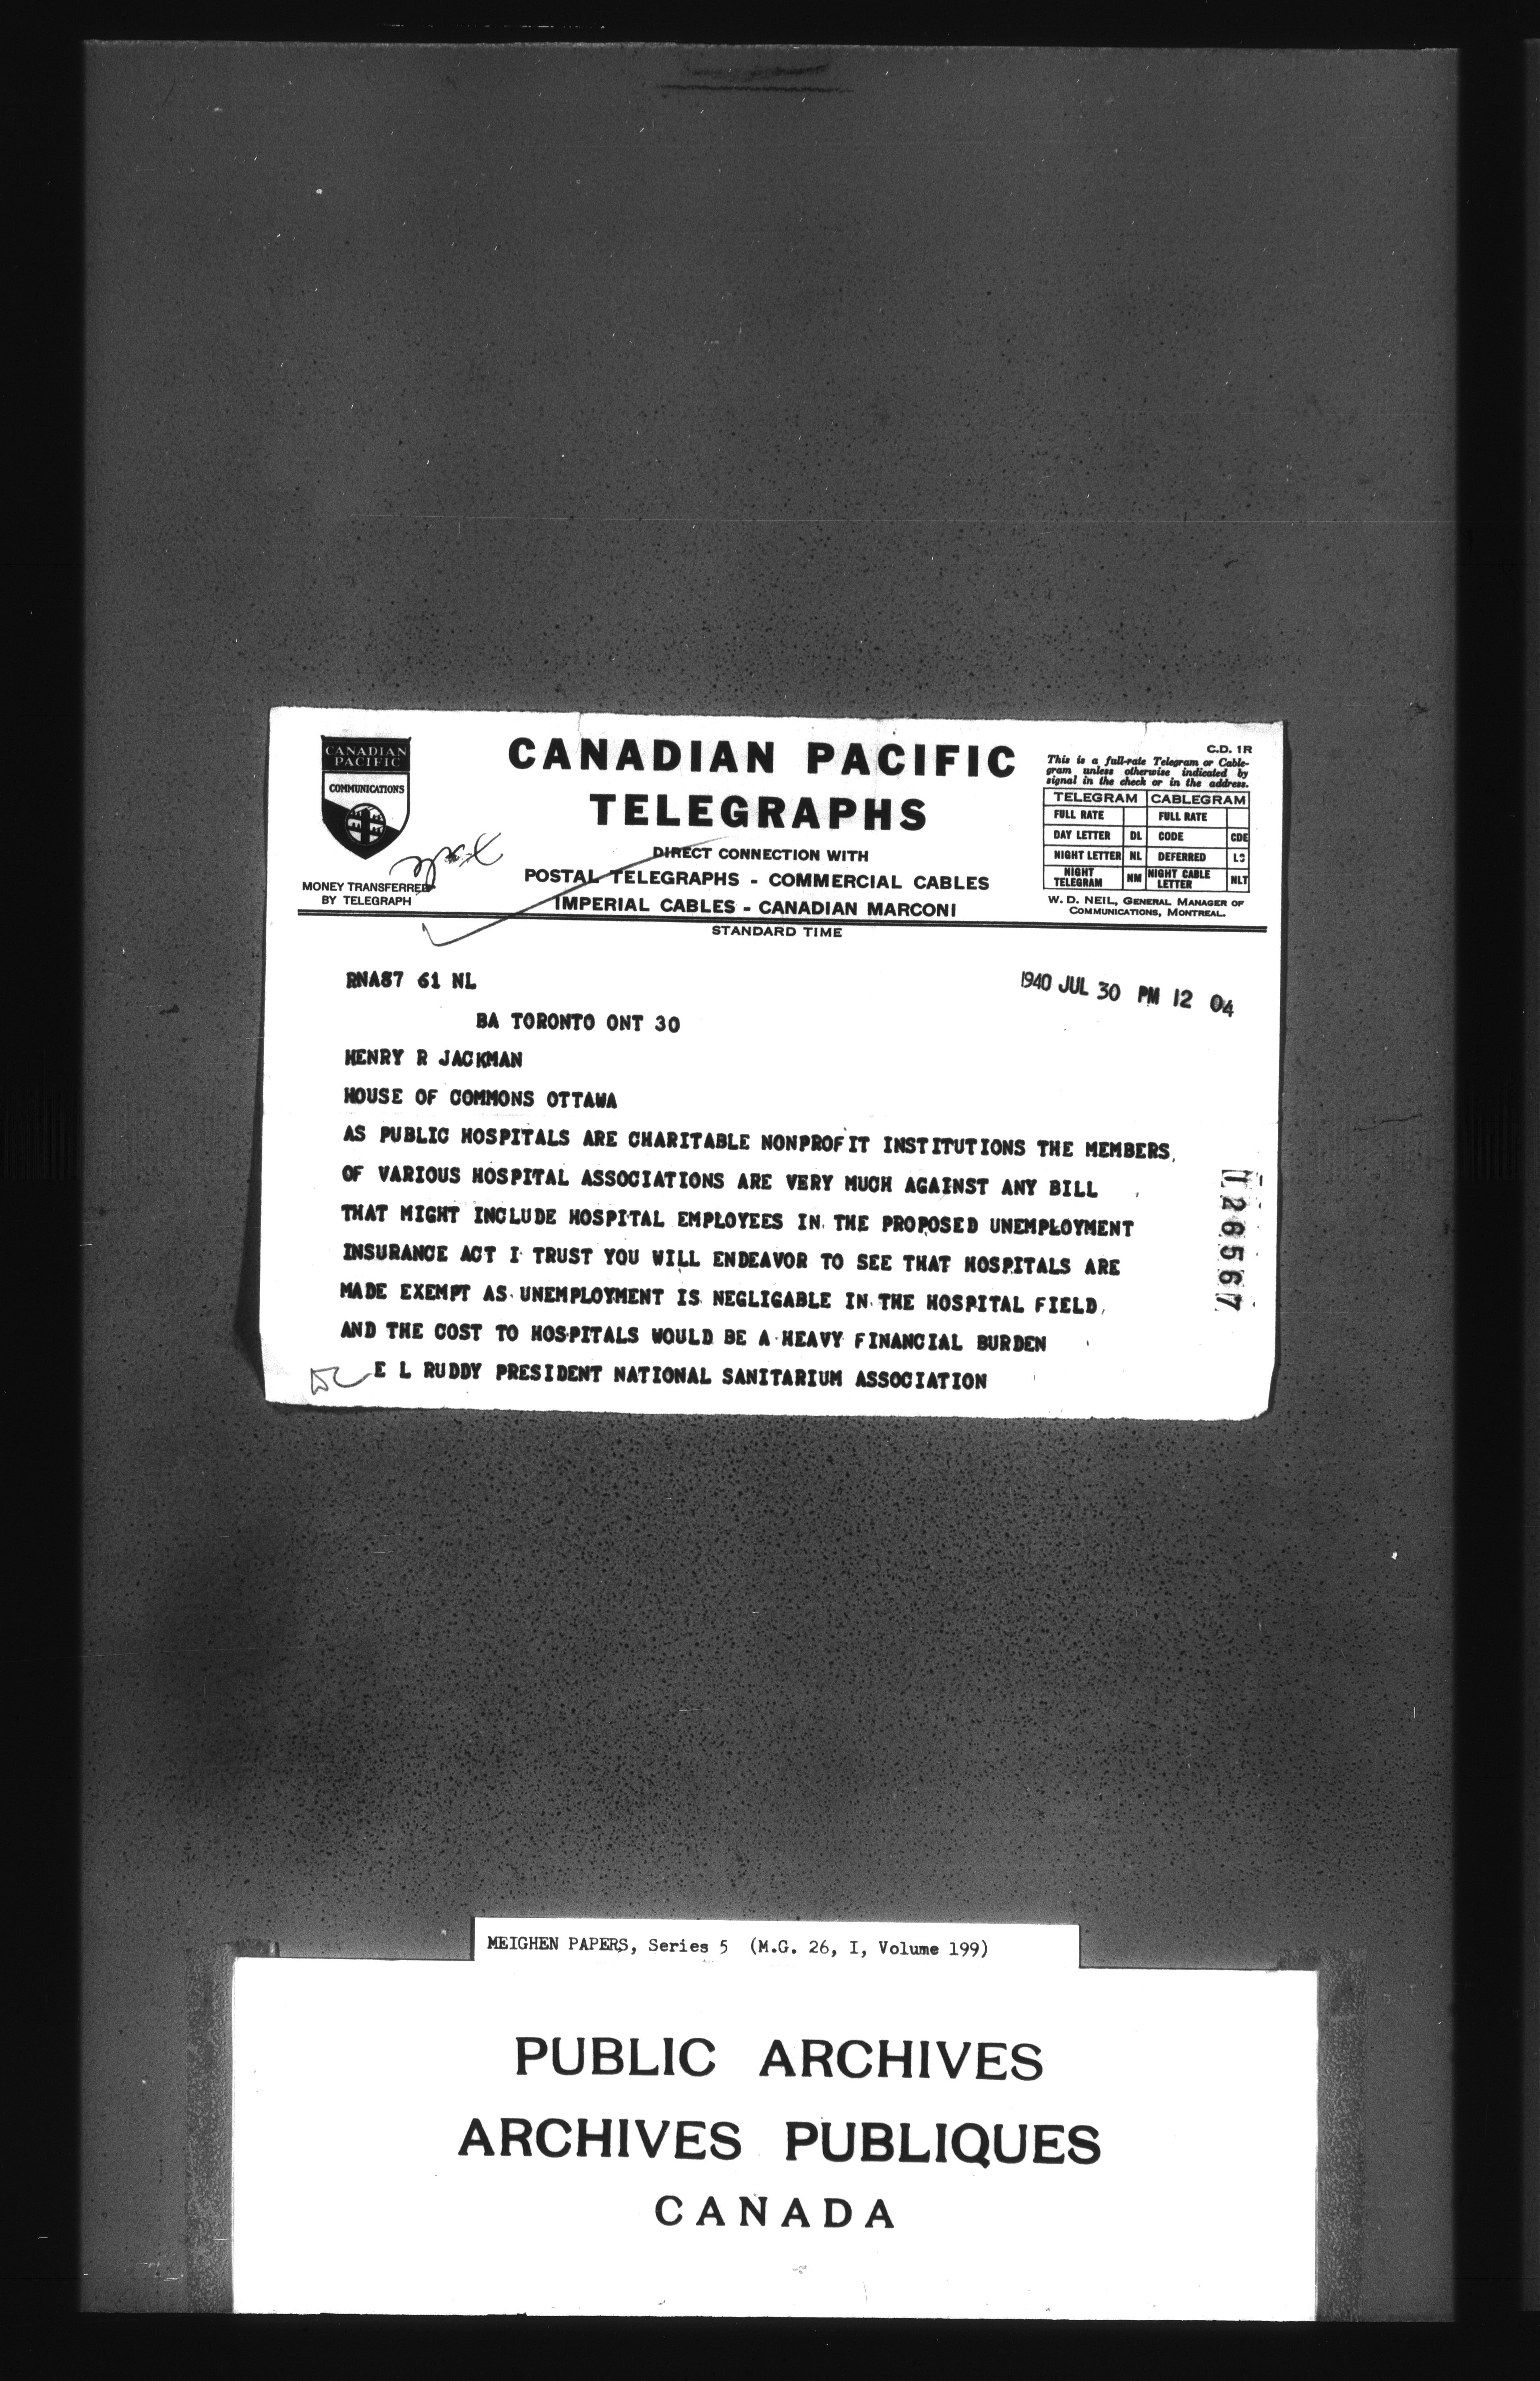 CANADIAN
PACIFIC
COMMUNICATIONS
MONEY TRANSFERRED
BY TELEGRAPH
CANADIAN PACIFIC
TELEGRAPHS
DIRECT CONNECTION WITH
POSTAL TELEGRAPHS - COMMERCIAL CABLES
IMPERIAL CABLES - CANADIAN MARCONI
STANDARD TIME
C.D. 1R
This is a full-rate Telegram or Cable-
gram unless otherwise indicated by
signal in the check or in the address.
TELEGRAM CABLEGRAM
FULL RATE FULL RATE
DAY LETTER DL CODE CDE
NIGHT LETTER NL DEFERRED
NIGHT TELEGRAM NM NIGHT CABLE LETTER NLT
W. D. NEIL, GENERAL MANAGER OF
COMMUNICATIONS, MONTREAL.
RNA87 61 NL
1940 JUL 30 PM 12 04
BA TORONTO ONT 30
HENRY R JACKMAN
HOUSE OF COMMONS OTTAWA
AS PUBLIC HOSPITALS ARE CHARITABLE NONPROFIT INSTITUTIONS THE MEMBERS
OF VARIOUS HOSPITAL ASSOCIATIONS ARE VERY MUCH AGAINST ANY BILL
THAT MIGHT INCLUDE HOSPITAL EMPLOYEES IN THE PROPOSED UNEMPLOYMENT
INSURANCE ACT I TRUST YOU WILL ENDEAVOR TO SEE THAT HOSPITALS ARE
MADE EXEMPT AS UNEMPLOYMENT IS NEGLIGABLE IN THE HOSPITAL FIELD
AND THE COST TO HOSPITALS WOULD BE A HEAVY FINANCIAL BURDEN
E L RUDDY PRESIDENT NATIONAL SANITARIUM ASSOCIATION
126567
MEIGHEN PAPERS, Series 5 (M.G. 26, I, Volume 199)
PUBLIC ARCHIVES
ARCHIVES PUBLIQUES
CANADA